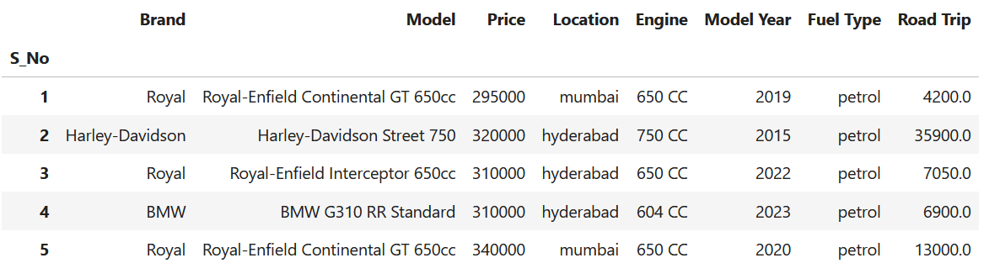 Brand Model Price Location Engine Model Year Fuel Type Road Trip
S_No
1 Royal Royal-Enfield Continental GT 650cc 295000 mumbai 650 CC 2019 petrol 4200.0
2 Harley-Davidson Harley-Davidson Street 750 320000 hyderabad 750 CC 2015 petrol 35900.0
3 Royal Royal-Enfield Interceptor 650cc 310000 hyderabad 650 CC 2022 petrol 7050.0
4 BMW BMW G310 RR Standard 310000 hyderabad 604 CC 2023 petrol 6900.0
5 Royal Royal-Enfield Continental GT 650cc 340000 mumbai 650 CC 2020 petrol 13000.0